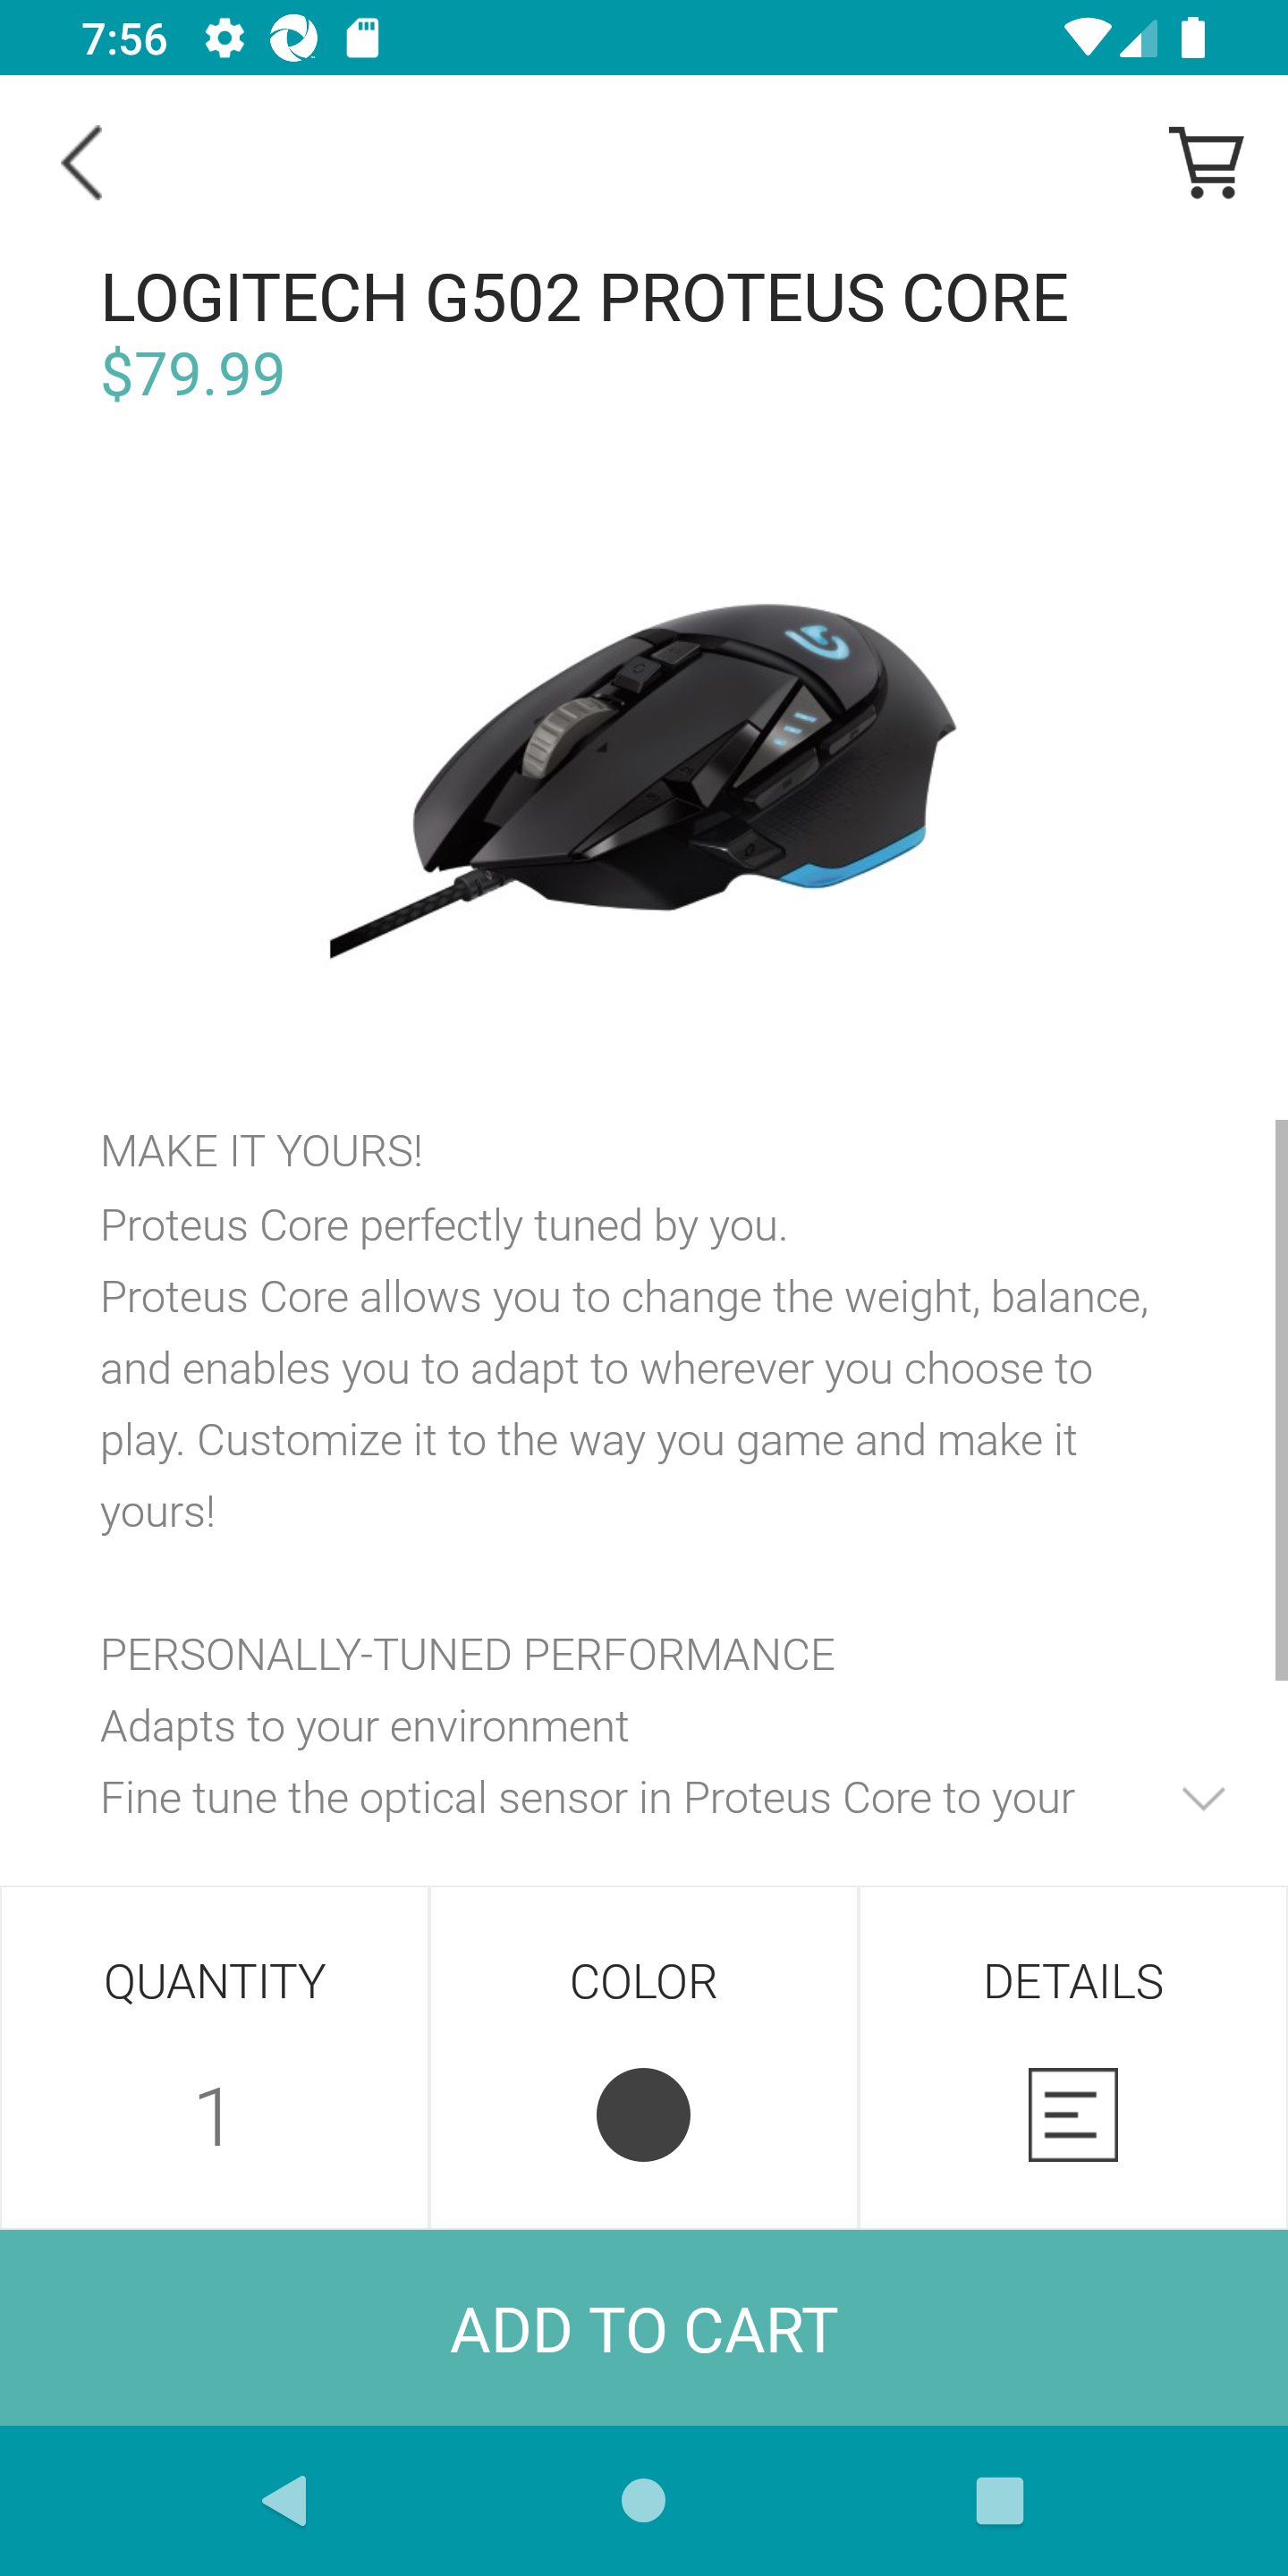 7:56
LOGITECH G502 PROTEUS CORE
$79.99
MAKE IT YOURS!
Proteus Core perfectly tuned by you.
Proteus Core allows you to change the weight, balance,
and enables you to adapt to wherever you choose to
play. Customize it to the way you game and make it
yours!
PERSONALLY-TUNED PERFORMANCE
Adapts to your environment
Fine tune the optical sensor in Proteus Core to your
QUANTITY
COLOR
DETAILS
1
ADD TO CART